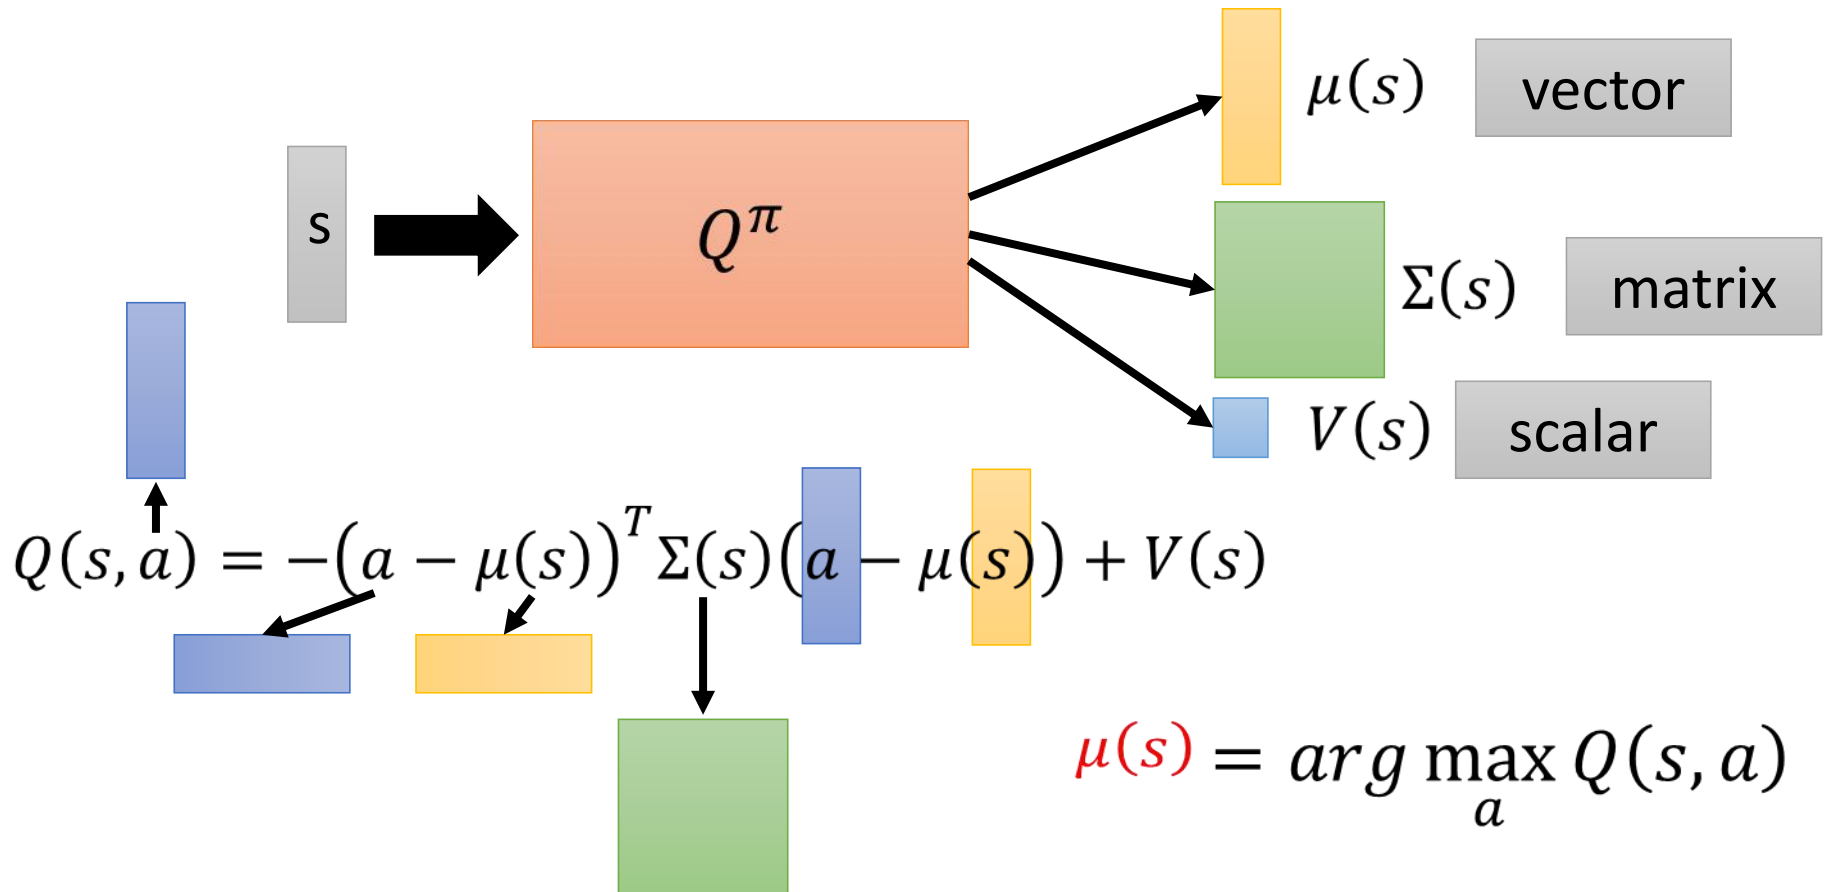 μ(s) vector
s
Q^π
Σ(s) matrix
V(s) scalar
Q(s, a) = −(a − μ(s))^T Σ(s)(a − μ(s)) + V(s)
μ(s) = arg max_a Q(s, a)